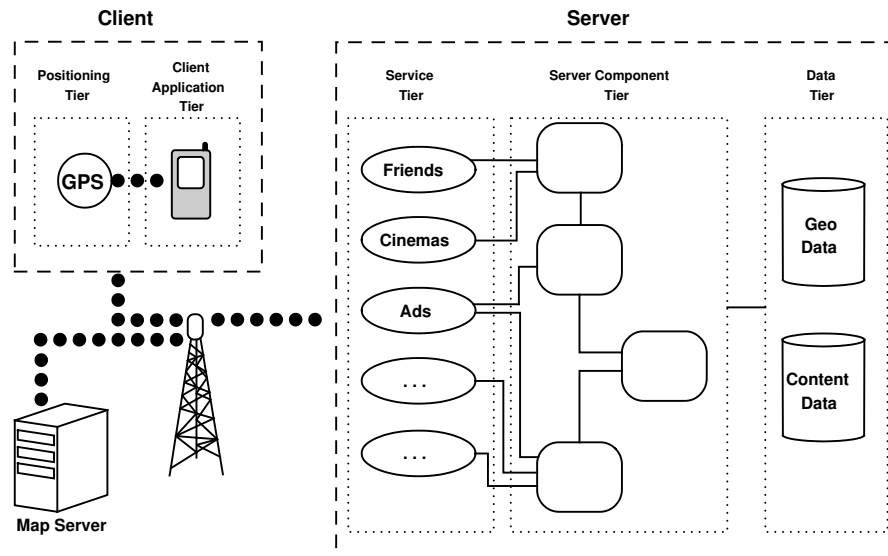 Client
Server
Positioning
Tier
Client
Application
Tier
Service
Tier
Server Component
Tier
Data
Tier
GPS
Friends
Cinemas
Ads
. . .
. . .
Geo
Data
Content
Data
Map Server